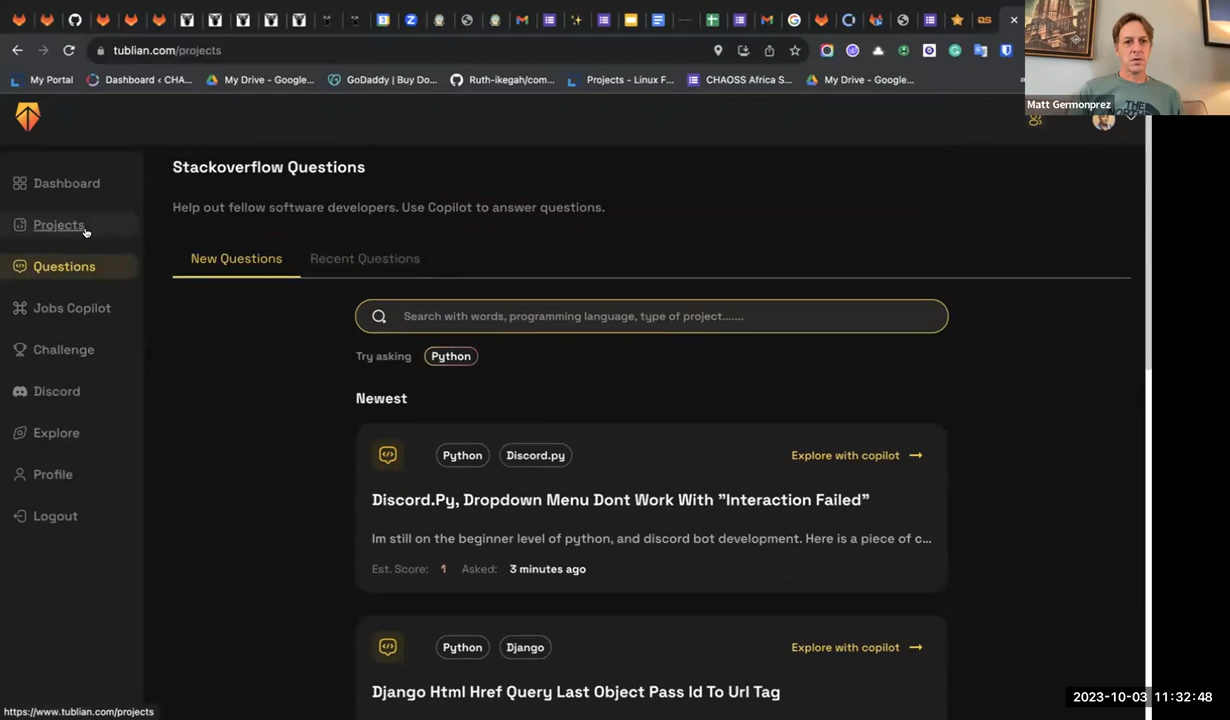 tublian.com/projects
My Portal
Dashboard ‹ CHA...
My Drive - Google...
GoDaddy | Buy Do...
Ruth-ikegah/com...
Projects - Linux F...
CHAOSS Africa S...
My Drive - Google...
Matt Germonprez
THE
Dashboard
Projects
Questions
Jobs Copilot
Challenge
Discord
Explore
Profile
Logout
Stackoverflow Questions
Help out fellow software developers. Use Copilot to answer questions.
New Questions
Recent Questions
Search with words, programming language, type of project.......
Try asking
Python
Newest
Python
Discord.py
Explore with copilot →
Discord.Py, Dropdown Menu Dont Work With "Interaction Failed"
Im still on the beginner level of python, and discord bot development. Here is a piece of c...
Est. Score: 1 Asked: 3 minutes ago
Python
Django
Explore with copilot →
Django Html Href Query Last Object Pass Id To Url Tag
https://www.tublian.com/projects
2023-10-03 11:32:48